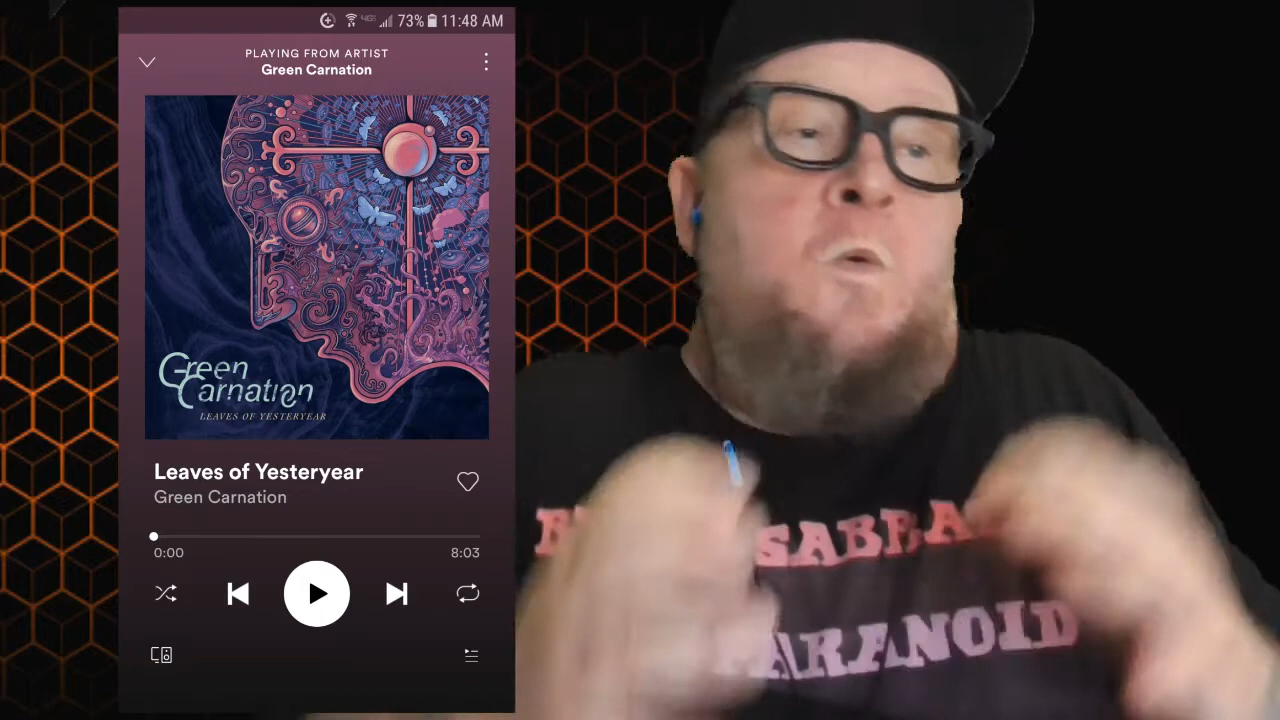 73% 11:48 AM
PLAYING FROM ARTIST
Green Carnation
Green
Carnation
LEAVES OF YESTERYEAR
Leaves of Yesteryear
Green Carnation
0:00
8:03
SABBA
PARANOID